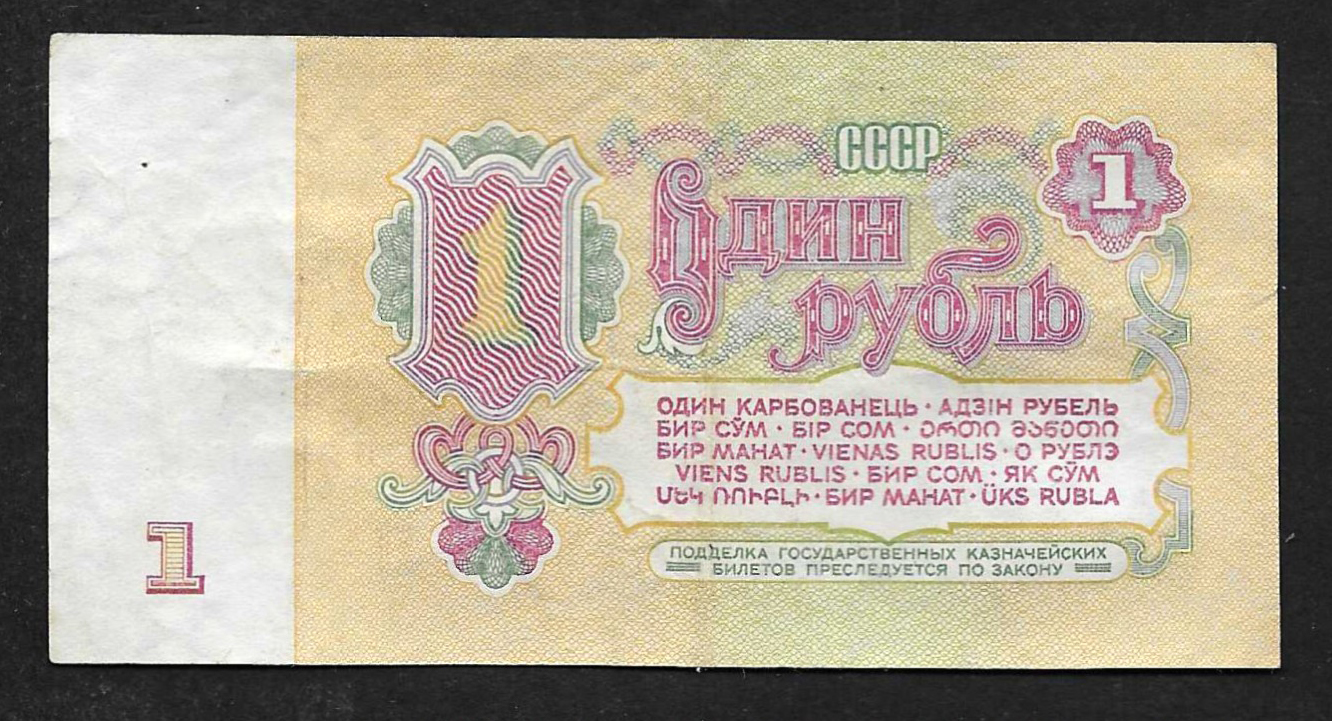 СССР
1
1
Один
рубль
ОДИН КАРБОВАНЕЦЬ · АДЗІН РУБЕЛЬ
БИР СЎМ · БІР СОМ · ᲔᲠᲗᲘ ᲛᲐᲜᲔᲗᲘ
БИР МАНАТ · VIENAS RUBLIS · О РУБЛЭ
VIENS RUBLIS · БИР СОМ · ЯК СӮМ
ՄԵԿ ՌՈՒԲԼԻ · БИР МАНАТ · ÜKS RUBLA
ПОДДЕЛКА ГОСУДАРСТВЕННЫХ КАЗНАЧЕЙСКИХ
БИЛЕТОВ ПРЕСЛЕДУЕТСЯ ПО ЗАКОНУ
1